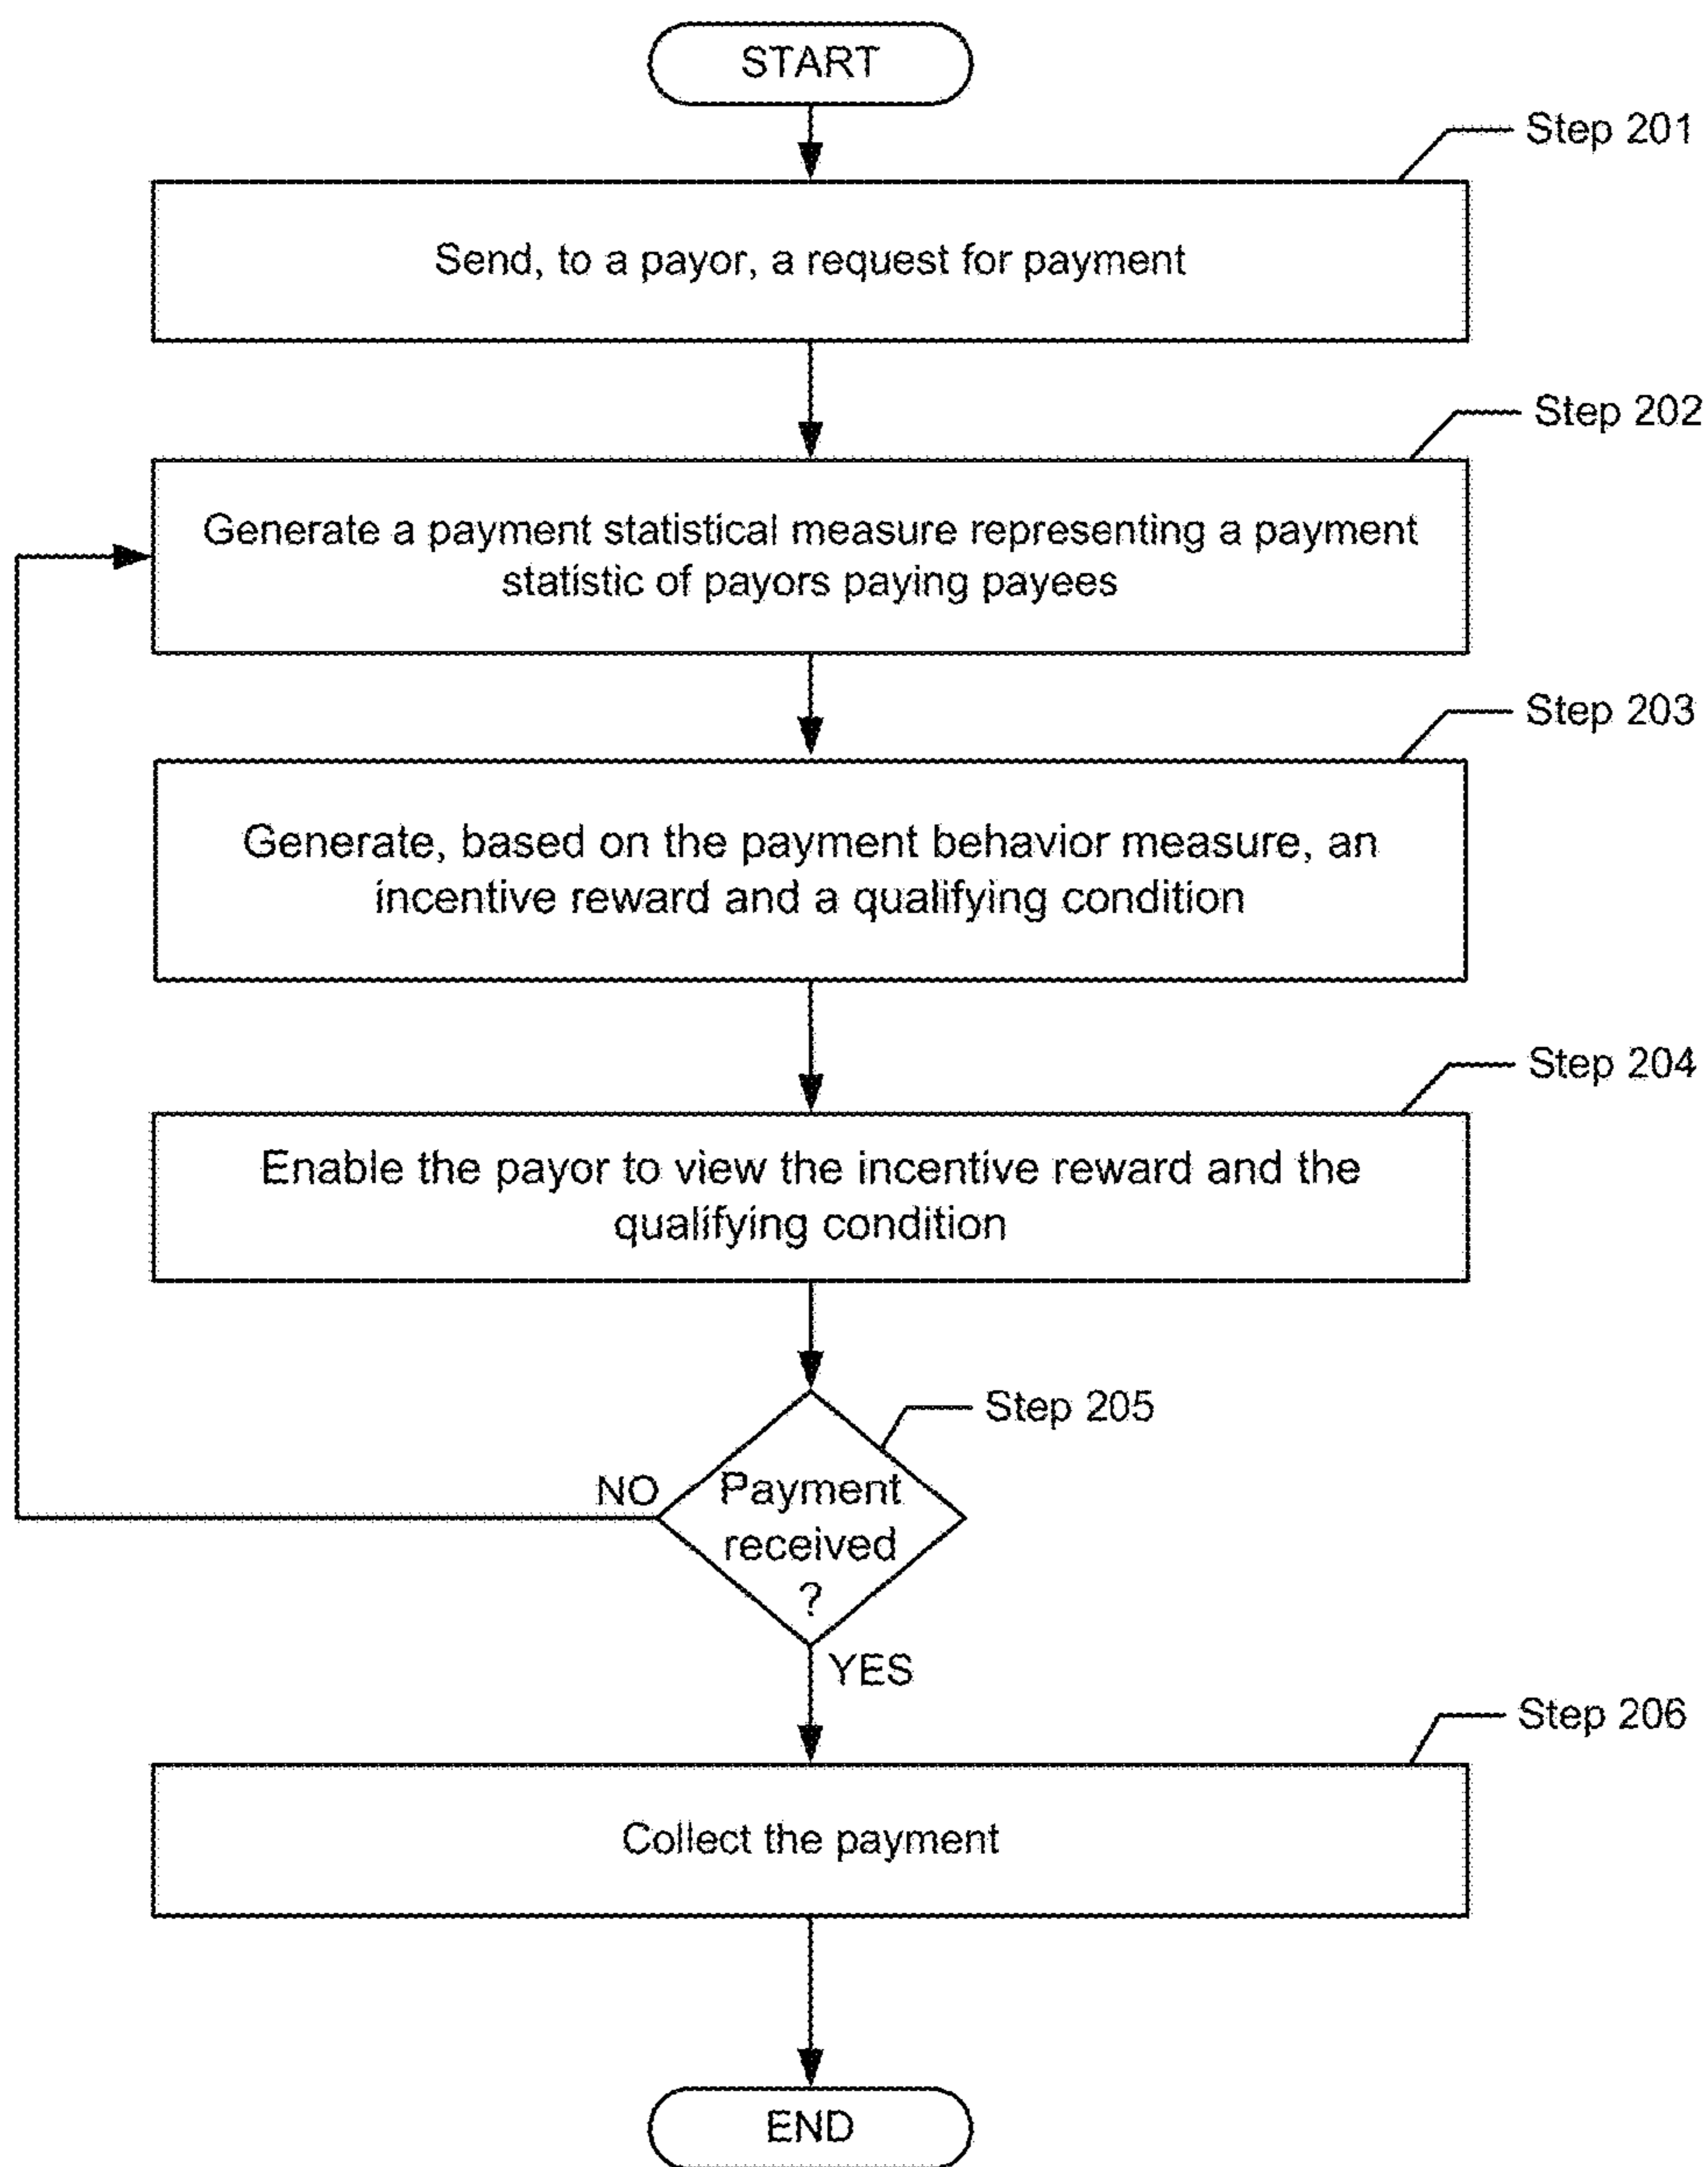 START
Step 201
Send, to a payor, a request for payment
Step 202
Generate a payment statistical measure representing a payment
statistic of payors paying payees
Step 203
Generate, based on the payment behavior measure, an
incentive reward and a qualifying condition
Step 204
Enable the payor to view the incentive reward and the
qualifying condition
Step 205
NO
Payment
received
?
YES
Step 206
Collect the payment
END